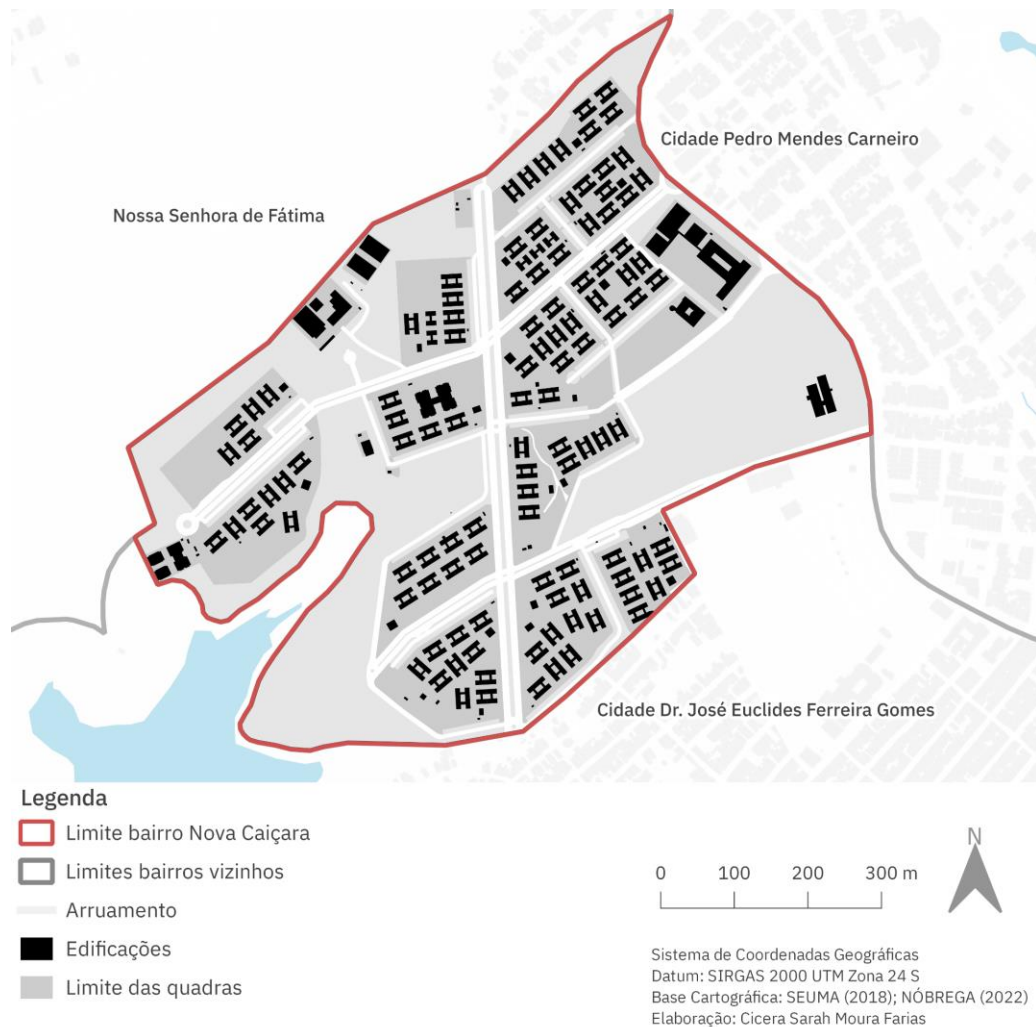 Cidade Pedro Mendes Carneiro
Nossa Senhora de Fátima
Cidade Dr. José Euclides Ferreira Gomes
Legenda
Limite bairro Nova Caiçara
Limites bairros vizinhos
Arruamento
Edificações
Limite das quadras
0 100 200 300 m
N
Sistema de Coordenadas Geográficas
Datum: SIRGAS 2000 UTM Zona 24 S
Base Cartográfica: SEUMA (2018); NÓBREGA (2022)
Elaboração: Cicera Sarah Moura Farias